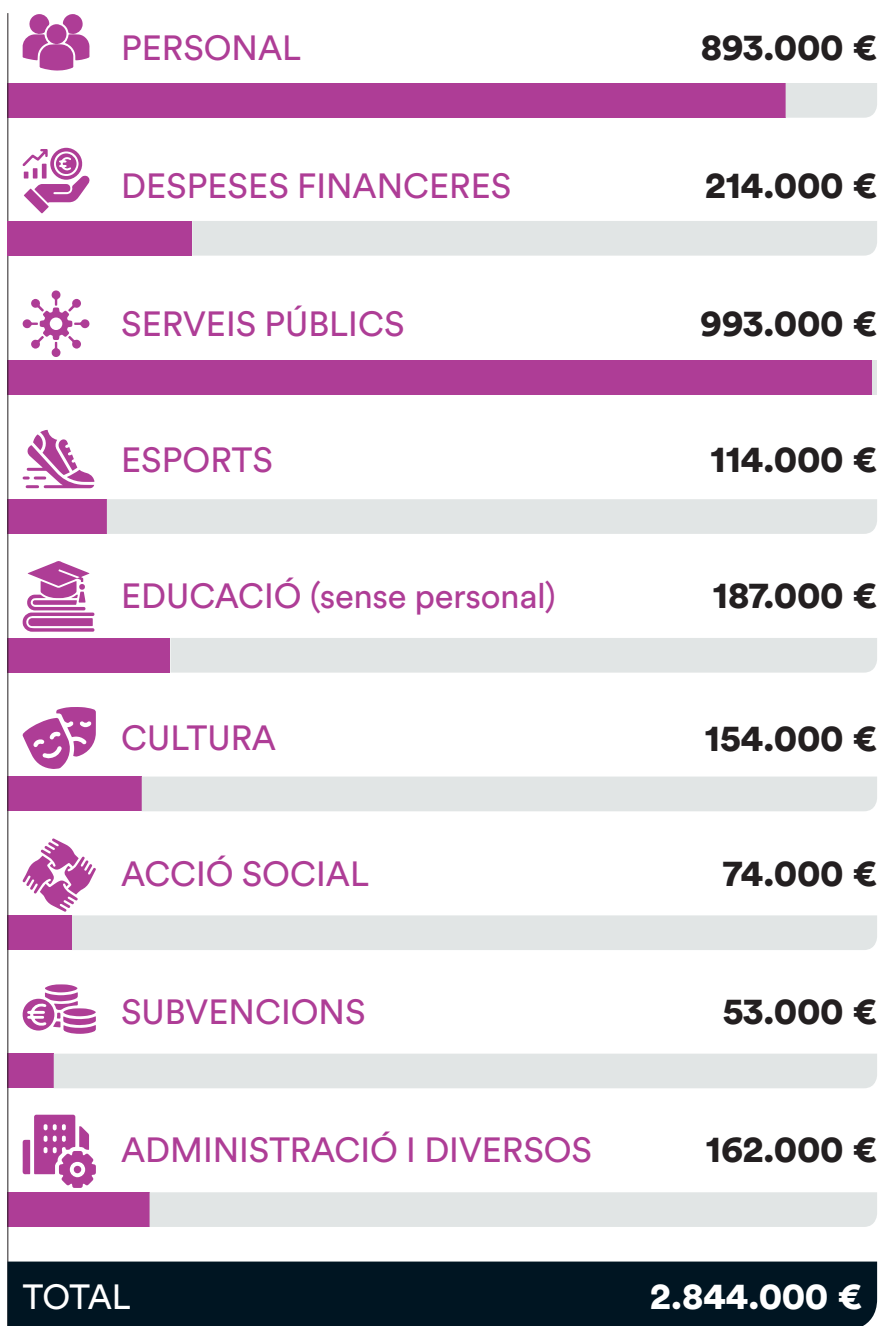 PERSONAL 893.000 €
DESPESES FINANCERES 214.000 €
SERVEIS PÚBLICS 993.000 €
ESPORTS 114.000 €
EDUCACIÓ (sense personal) 187.000 €
CULTURA 154.000 €
ACCIÓ SOCIAL 74.000 €
SUBVENCIONS 53.000 €
ADMINISTRACIÓ I DIVERSOS 162.000 €
TOTAL 2.844.000 €